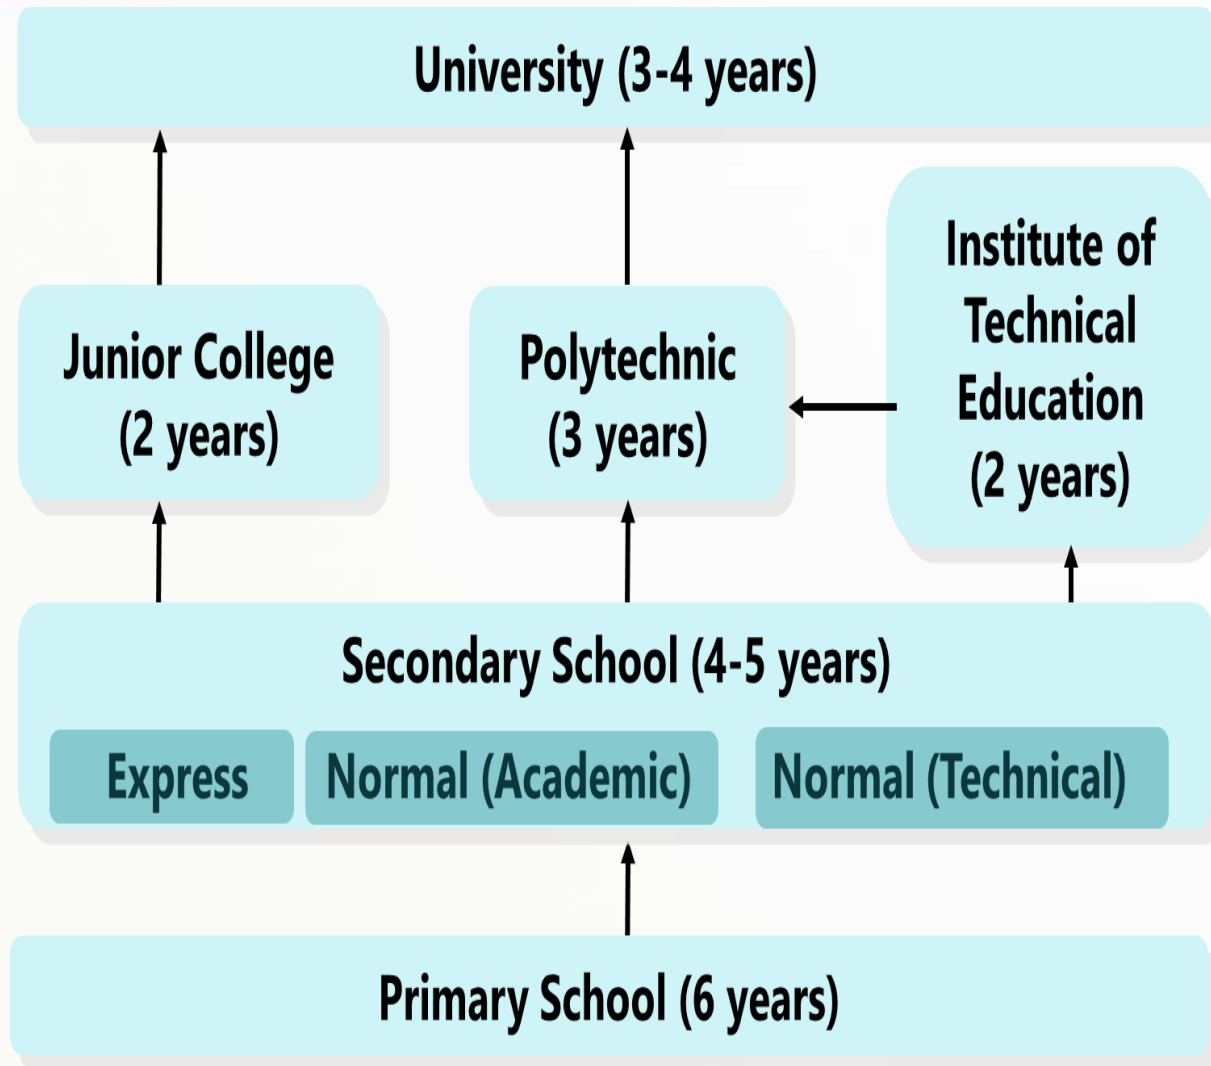 University (3-4 years)
Junior College
(2 years)
Polytechnic
(3 years)
Institute of
Technical
Education
(2 years)
Secondary School (4-5 years)
Express
Normal (Academic)
Normal (Technical)
Primary School (6 years)